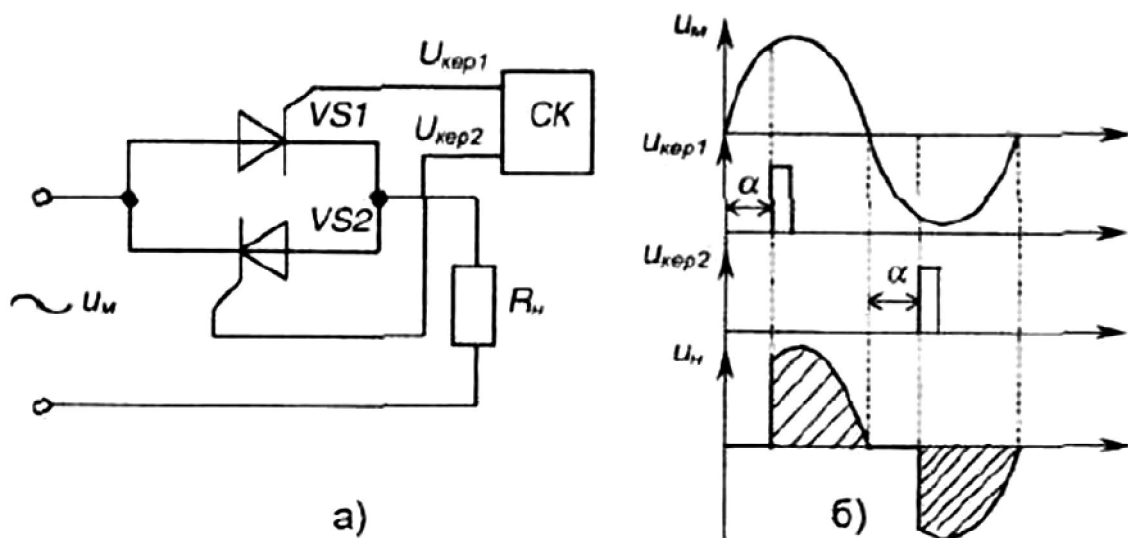 Uкер1
СК
VS1
Uкер2
VS2
~ uм
Rн
а)
uм
uкер1
α
uкер2
α
uн
б)